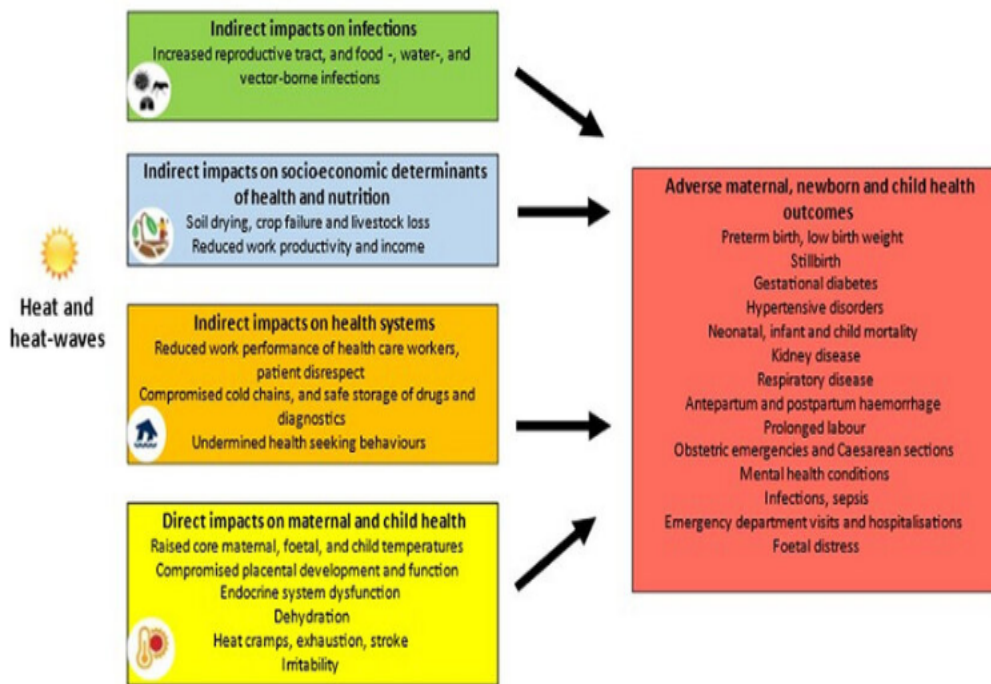 Heat and
heat-waves
Indirect impacts on infections
Increased reproductive tract, and food -, water-, and
vector-borne infections
Indirect impacts on socio-economic determinants
of health and nutrition
Soil drying, crop failure and livestock loss
Reduced work productivity and income
Indirect impacts on health systems
Reduced work performance of health care workers,
patient disrespect
Compromised cold chains, and safe storage of drugs and
diagnostics
Undermined health seeking behaviours
Direct impacts on maternal and child health
Raised core maternal, foetal, and child temperatures
Compromised placental development and function
Endocrine system dysfunction
Dehydration
Heat cramps, exhaustion, stroke
Irritability
Adverse maternal, newborn and child health
outcomes
Preterm birth, low birth weight
Stillbirth
Gestational diabetes
Hypertensive disorders
Neonatal, infant and child mortality
Kidney disease
Respiratory disease
Antepartum and postpartum haemorrhage
Prolonged labour
Obstetric emergencies and Caesarean sections
Mental health conditions
Infections, sepsis
Emergency department visits and hospitalisations
Foetal distress